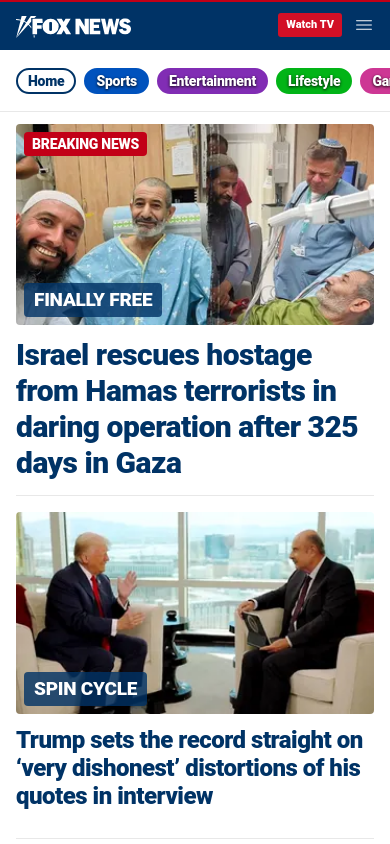 FOX NEWS
Watch TV
Home
Sports
Entertainment
Lifestyle
Ga
BREAKING NEWS
FINALLY FREE
Israel rescues hostage
from Hamas terrorists in
daring operation after 325
days in Gaza
SPIN CYCLE
Trump sets the record straight on
‘very dishonest’ distortions of his
quotes in interview